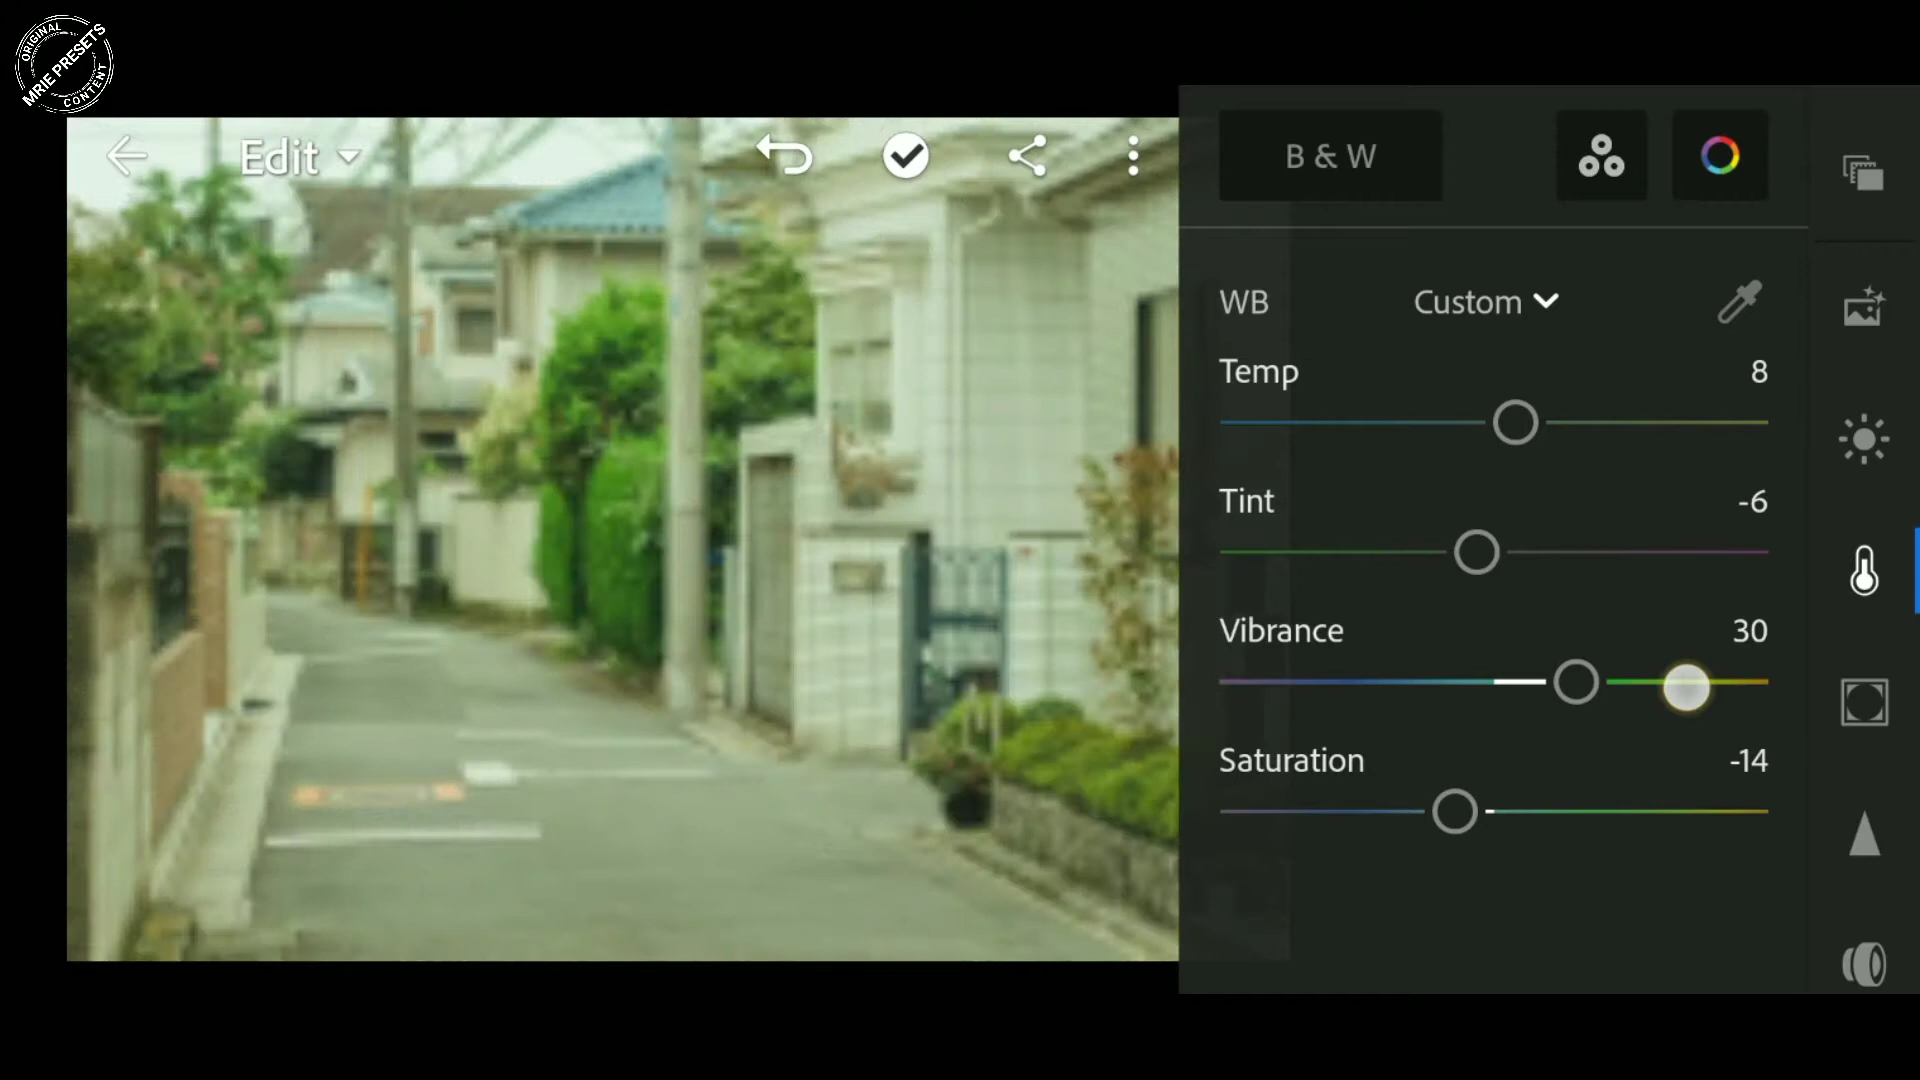 ORIGINAL
MRIE PRESETS
CONTENT
Edit
B & W
WB Custom
Temp 8
Tint -6
Vibrance 30
Saturation -14